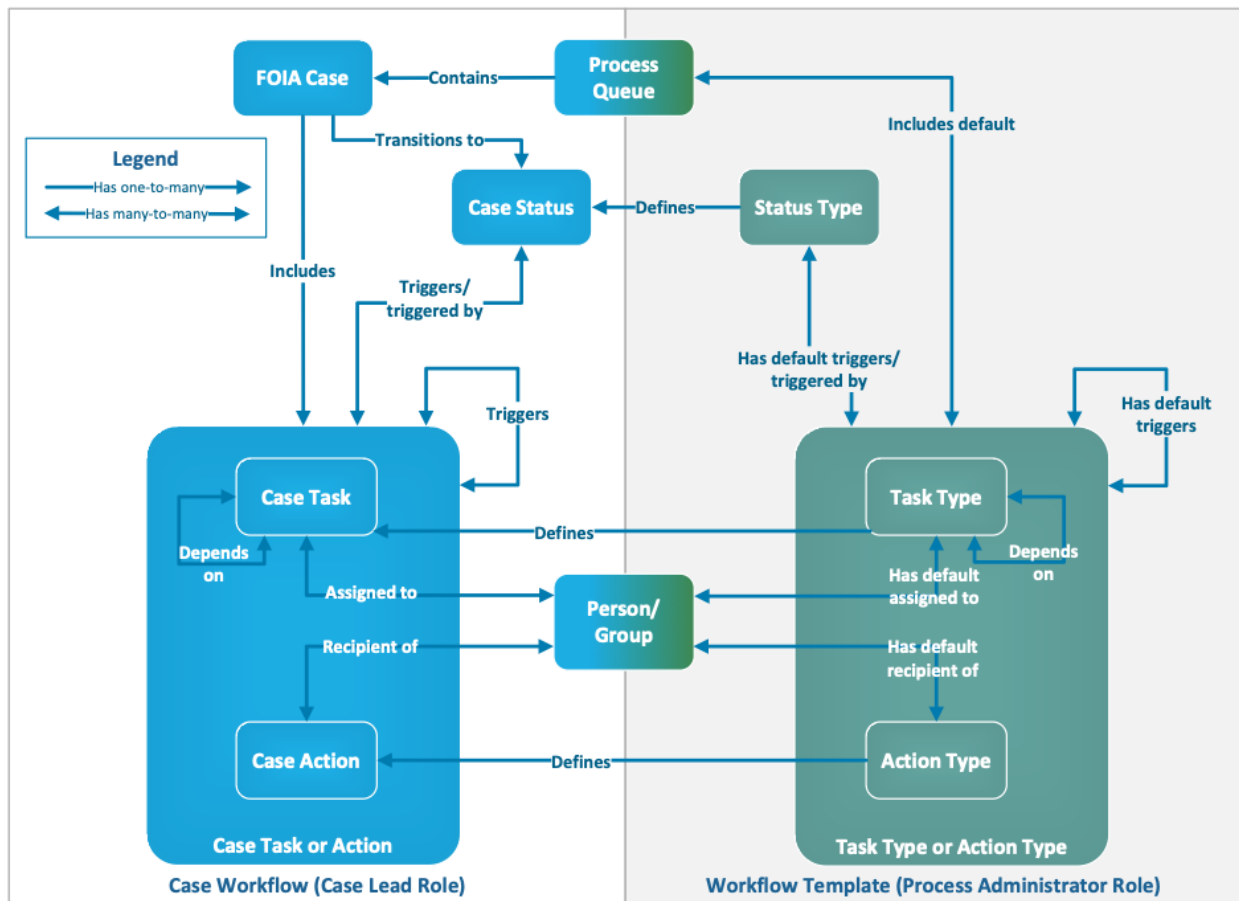 FOIA Case
Contains
Process
Queue
Includes default
Transitions to
Legend
Has one-to-many
Has many-to-many
Case Status
Defines
Status Type
Includes
Triggers/
triggered by
Has default triggers/
triggered by
Triggers
Has default
triggers
Case Task
Task Type
Defines
Depends
on
Depends
on
Assigned to
Person/
Group
Has default
assigned to
Recipient of
Has default
recipient of
Case Action
Defines
Action Type
Case Task or Action
Task Type or Action Type
Case Workflow (Case Lead Role)
Workflow Template (Process Administrator Role)